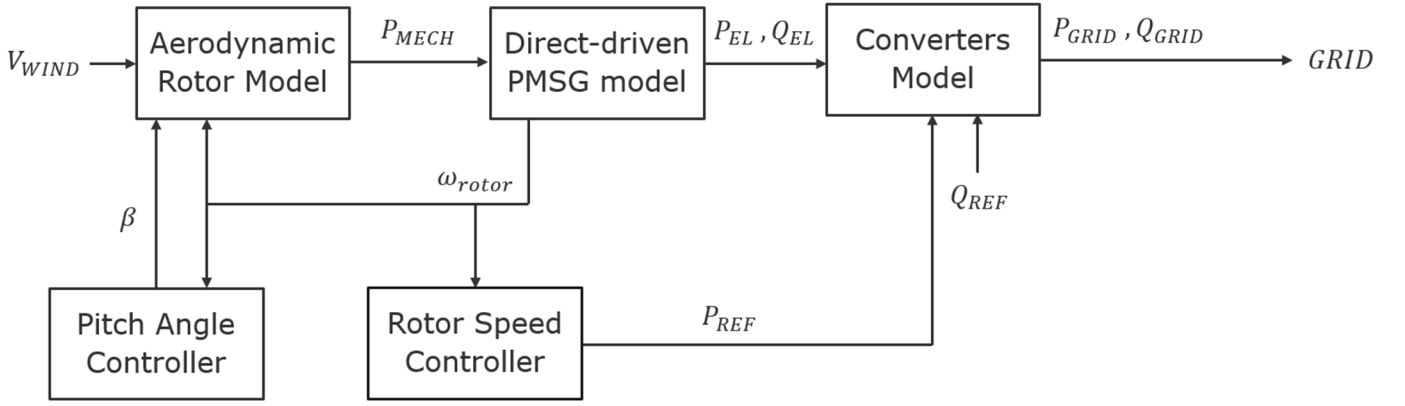 V_WIND
Aerodynamic
Rotor Model
P_MECH
Direct-driven
PMSG model
P_EL , Q_EL
Converters
Model
P_GRID , Q_GRID
GRID
β
ω_rotor
Q_REF
Pitch Angle
Controller
Rotor Speed
Controller
P_REF